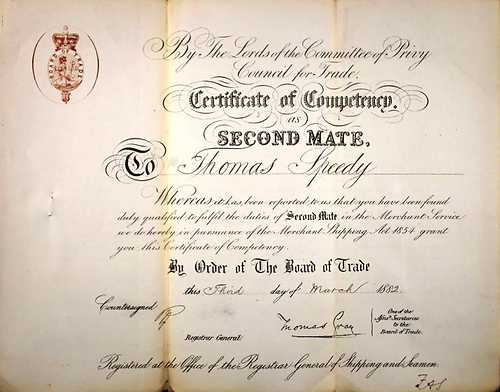 By The Lords of the Committee of Privy
Council for Trade.
Certificate of Competency.
as
SECOND MATE,
To Thomas Speedy
Whereas it has been reported to us that you have been found
duly qualified to fulfil the duties of Second Mate in the Merchant Service
we do hereby in pursuance of the Merchant Shipping Act 1854 grant
you this Certificate of Competency.
By Order of The Board of Trade
this Third day of March 1882.
Countersigned
Registrar General.
Thomas Gray
One of the
Assist. Secretaries
to the
Board of Trade.
Registered at the Office of the Registrar General of Shipping and Seamen.